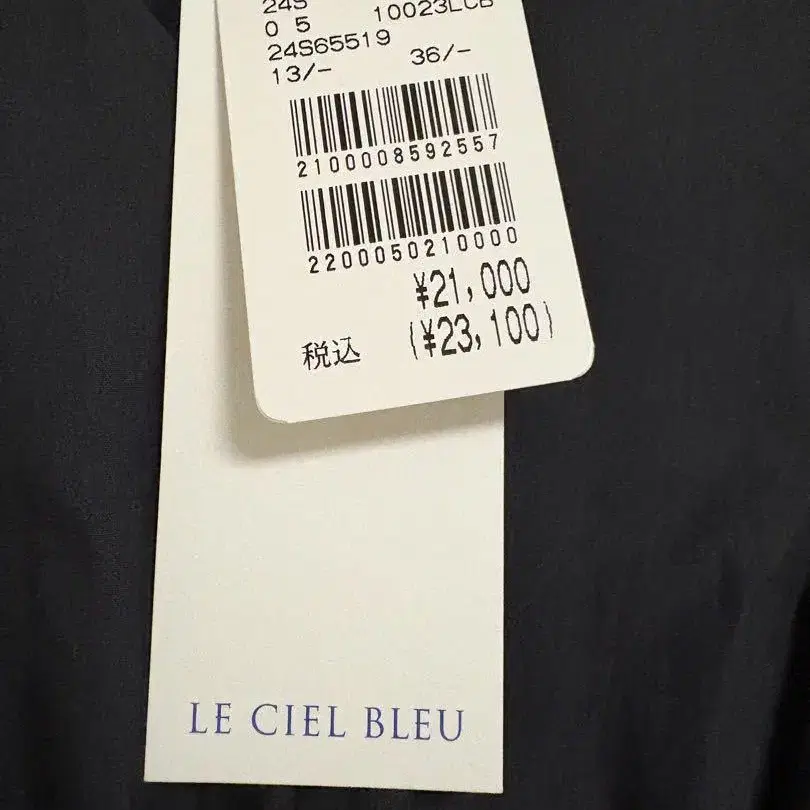 24S
0 5 10023LCB
24S65519
13/- 36/-
2100008592557
2200050210000
¥21,000
税込 (¥23,100)
LE CIEL BLEU